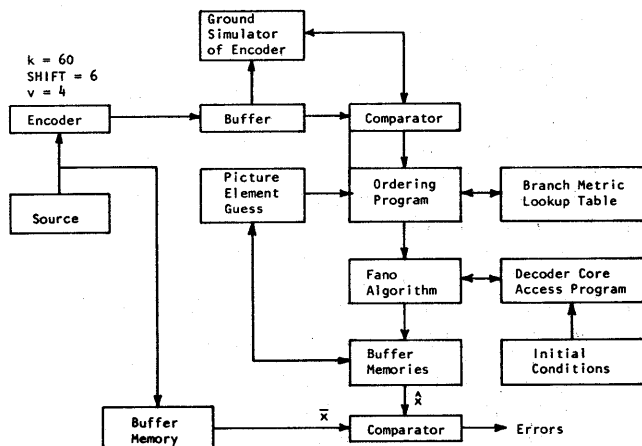 Ground
Simulator
of Encoder
k = 60
SHIFT = 6
v = 4
Encoder
Buffer
Comparator
Picture
Element
Guess
Ordering
Program
Branch Metric
Lookup Table
Source
Fano
Algorithm
Decoder Core
Access Program
Buffer
Memories
Initial
Conditions
x̂
x̄
Buffer
Memory
Comparator
Errors